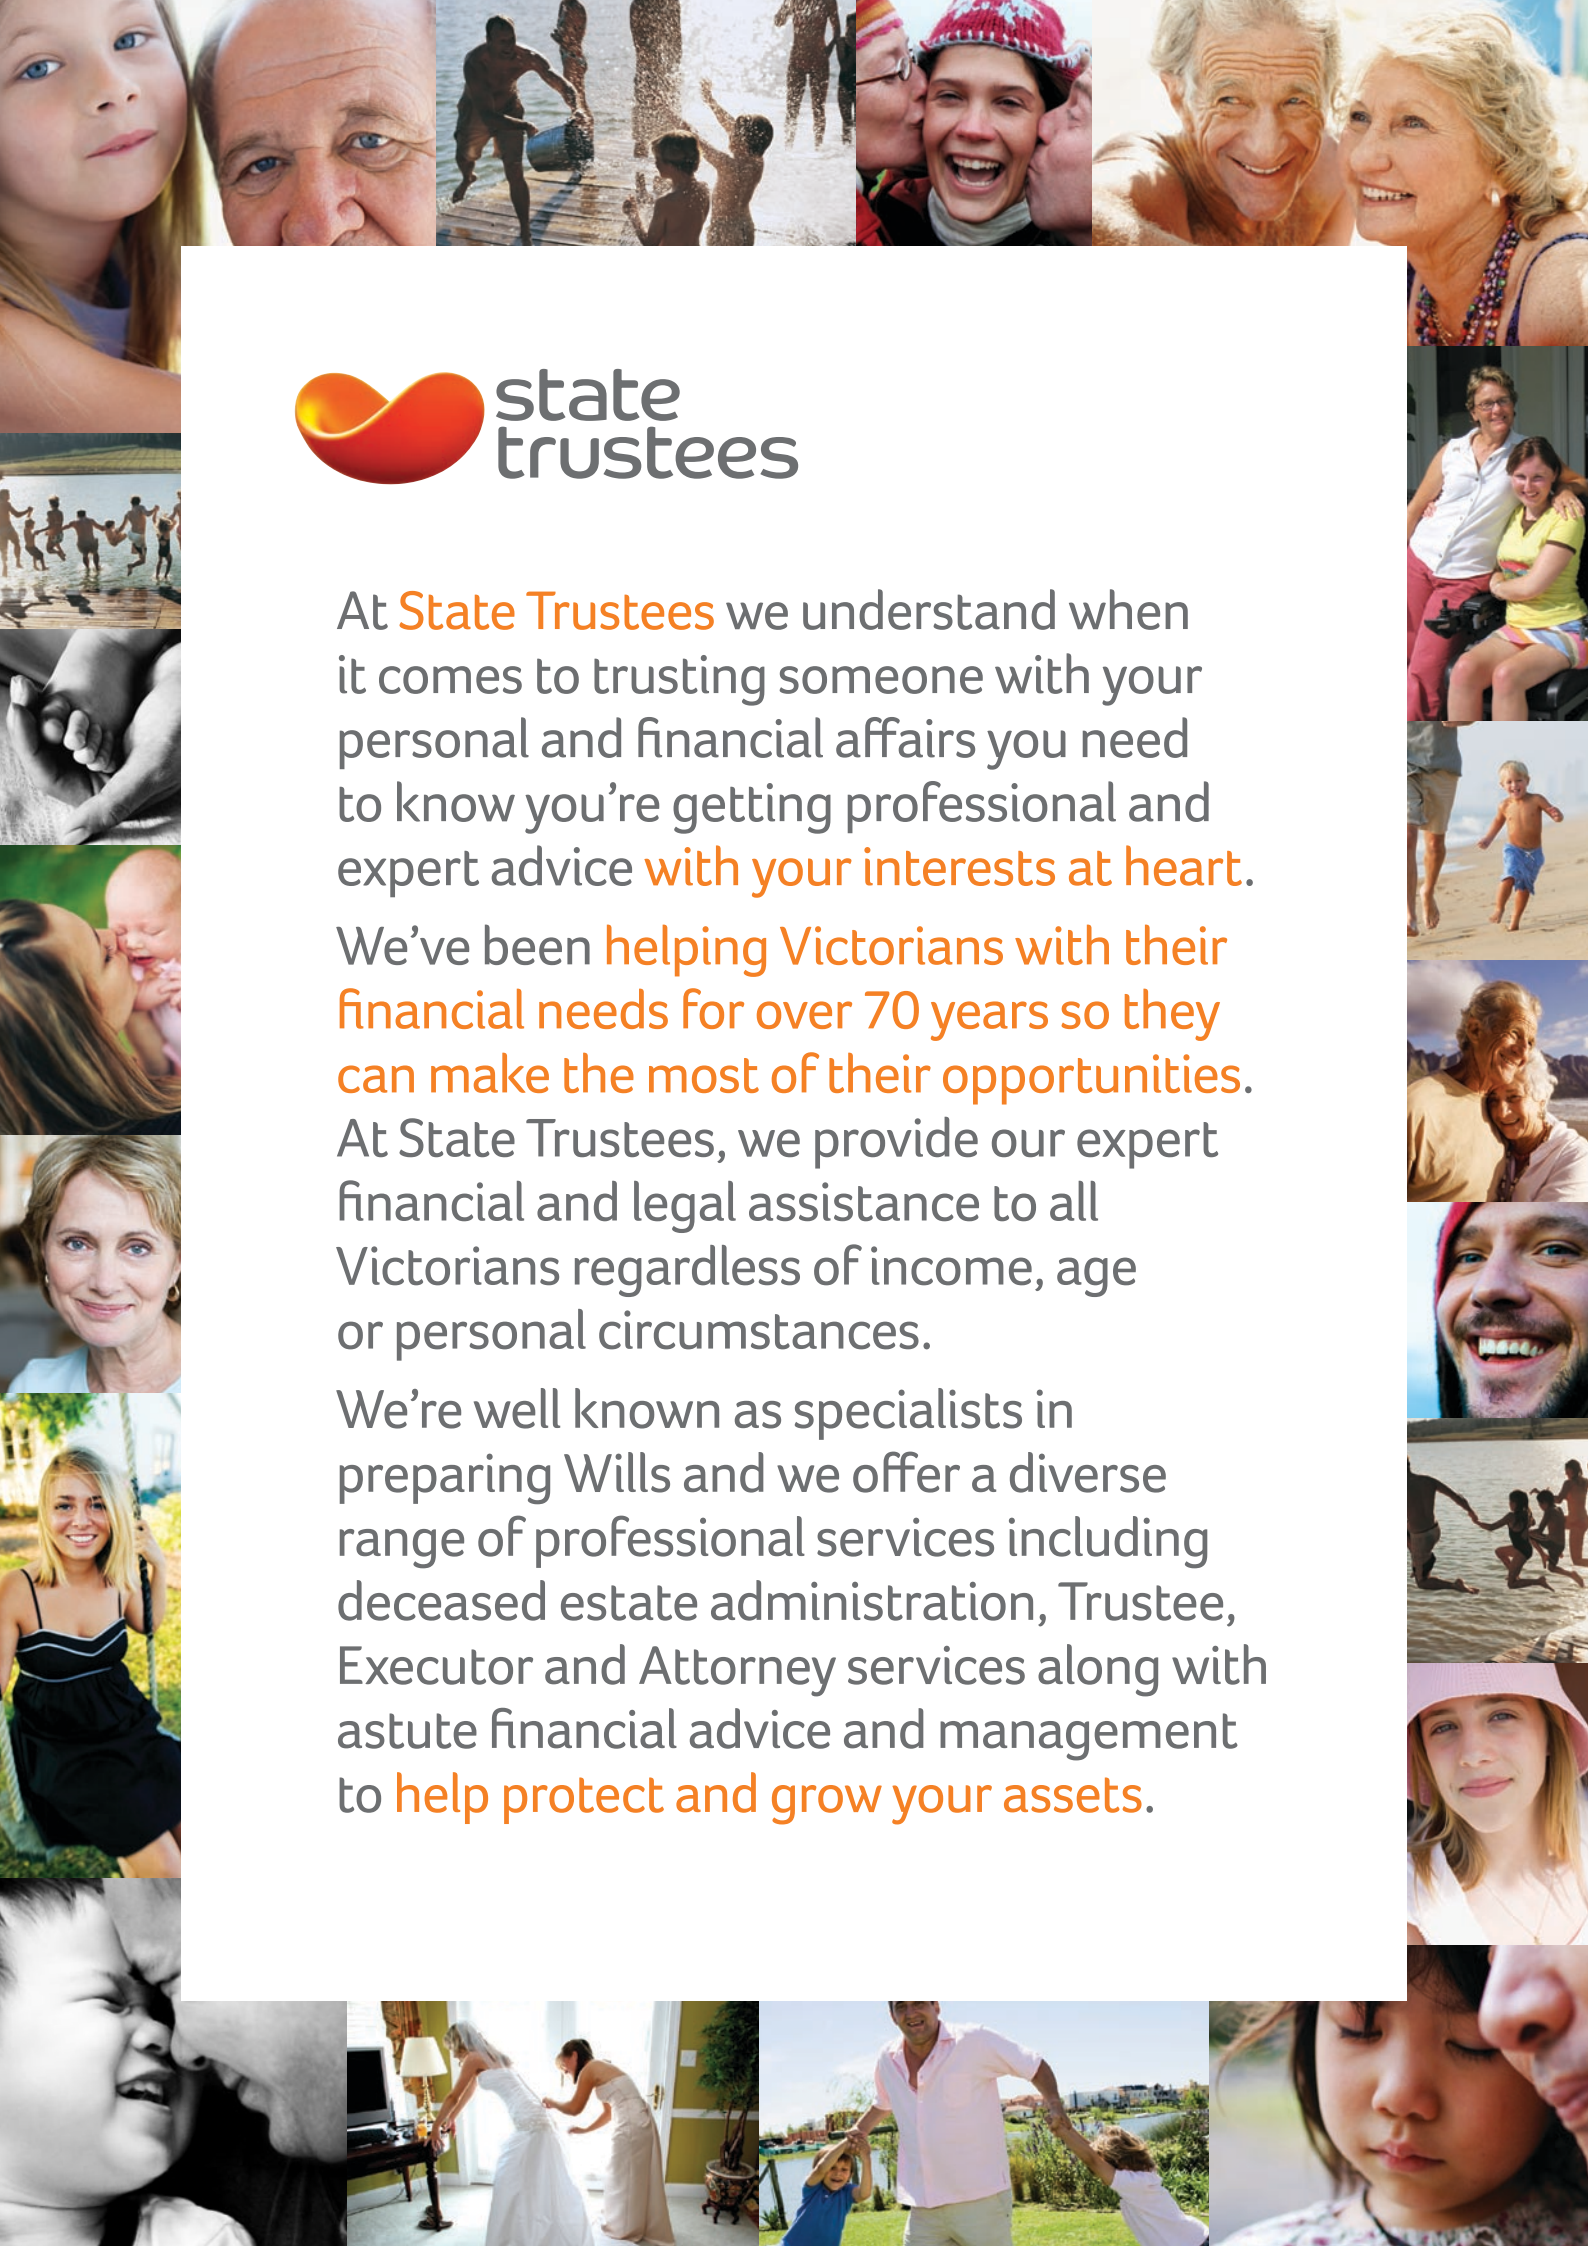 state
trustees
At State Trustees we understand when
it comes to trusting someone with your
personal and financial affairs you need
to know you’re getting professional and
expert advice with your interests at heart.
We’ve been helping Victorians with their
financial needs for over 70 years so they
can make the most of their opportunities.
At State Trustees, we provide our expert
financial and legal assistance to all
Victorians regardless of income, age
or personal circumstances.
We’re well known as specialists in
preparing Wills and we offer a diverse
range of professional services including
deceased estate administration, Trustee,
Executor and Attorney services along with
astute financial advice and management
to help protect and grow your assets.